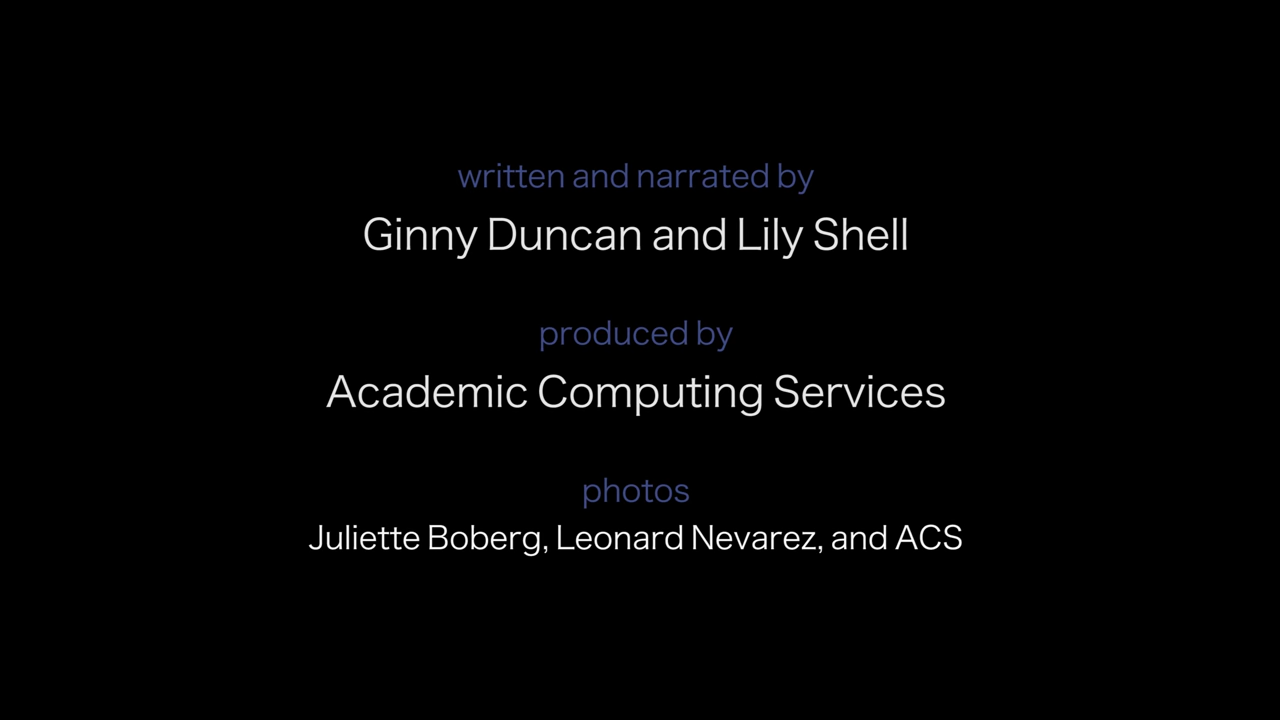 written and narrated by
Ginny Duncan and Lily Shell
produced by
Academic Computing Services
photos
Juliette Boberg, Leonard Nevarez, and ACS